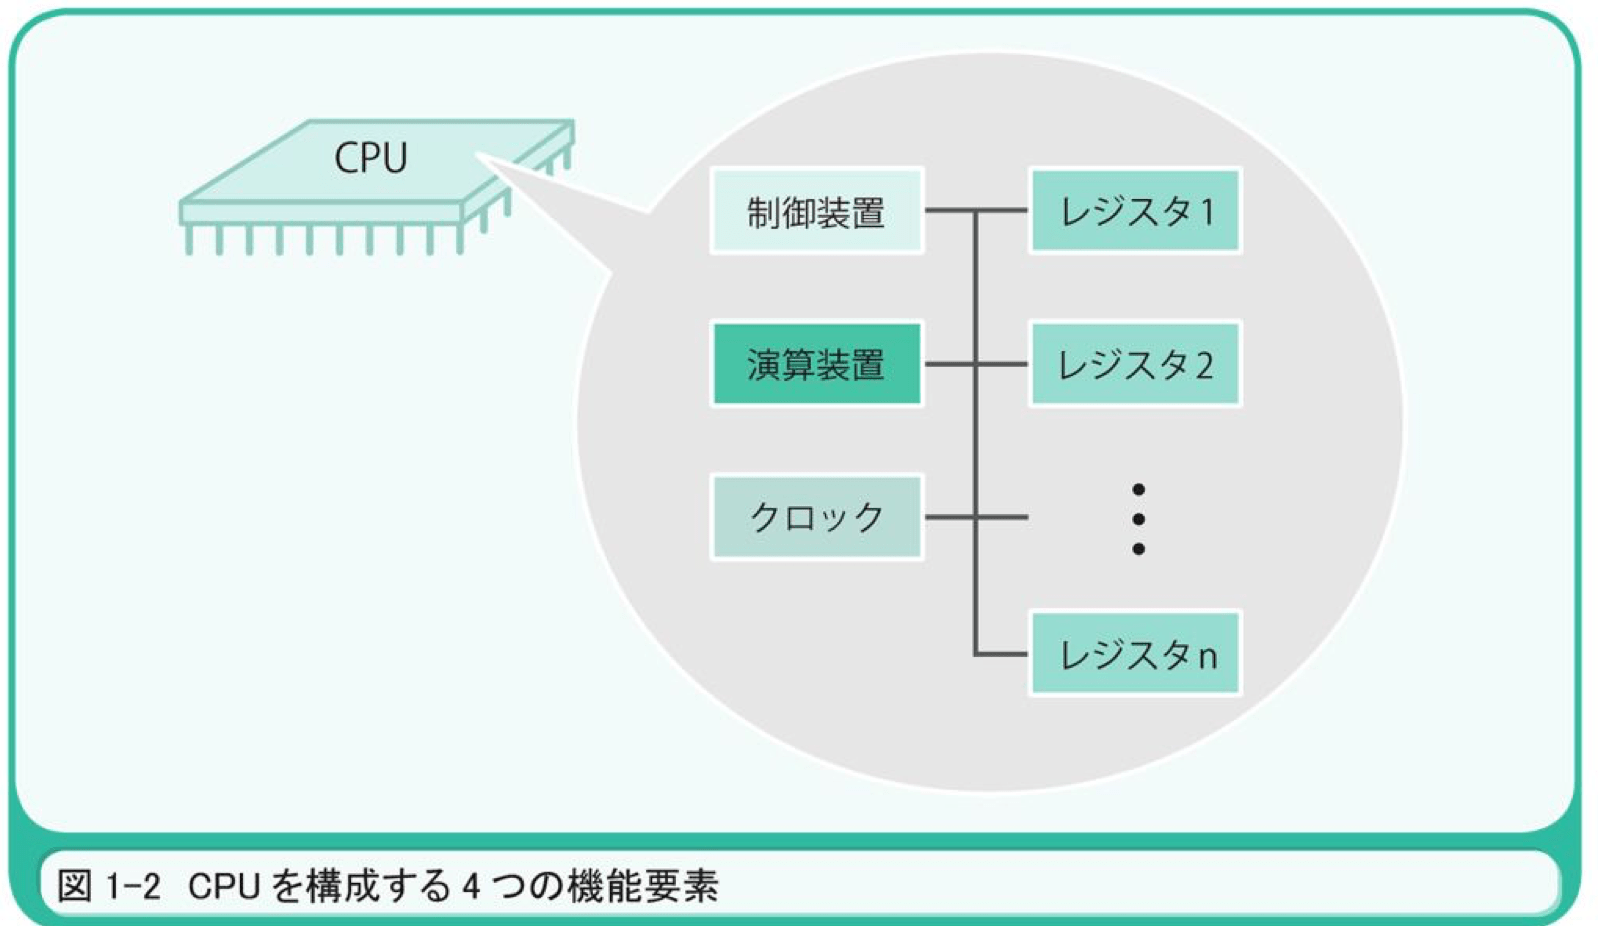 CPU
制御装置
レジスタ1
演算装置
レジスタ2
クロック
レジスタn
図 1-2 CPU を構成する 4 つの機能要素